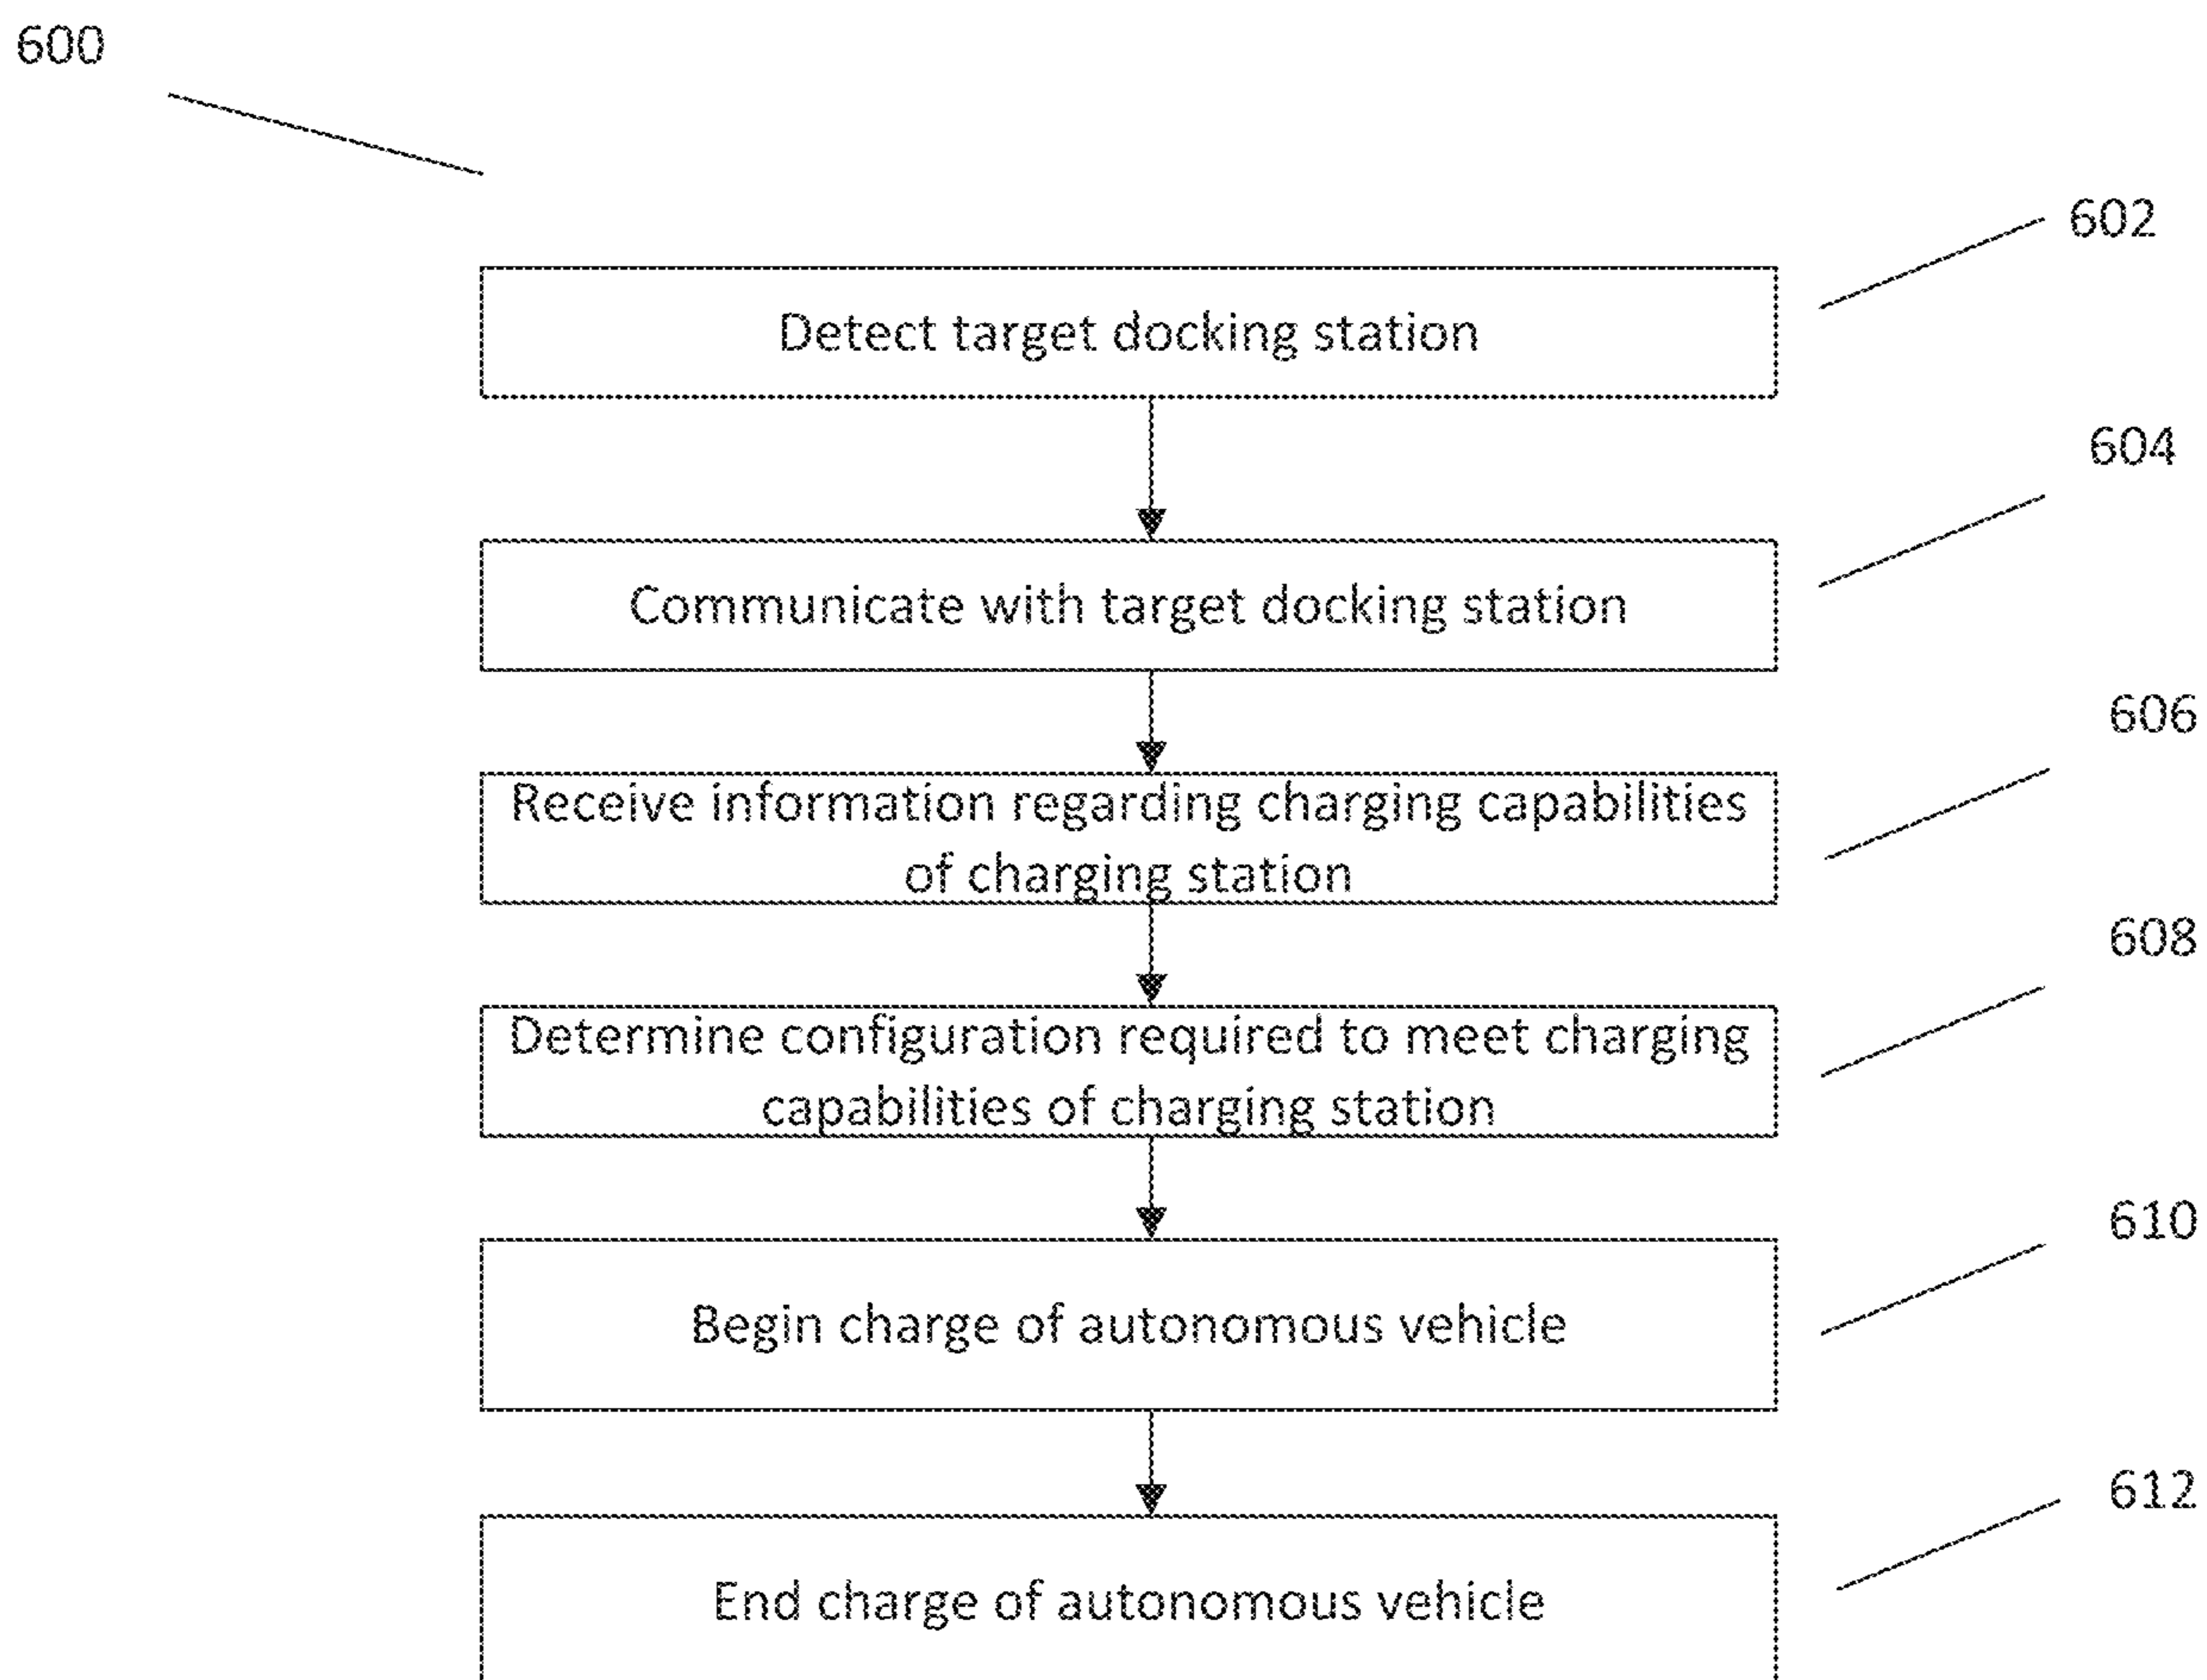 600
602
Detect target docking station
604
Communicate with target docking station
606
Receive information regarding charging capabilities
of charging station
608
Determine configuration required to meet charging
capabilities of charging station
610
Begin charge of autonomous vehicle
612
End charge of autonomous vehicle